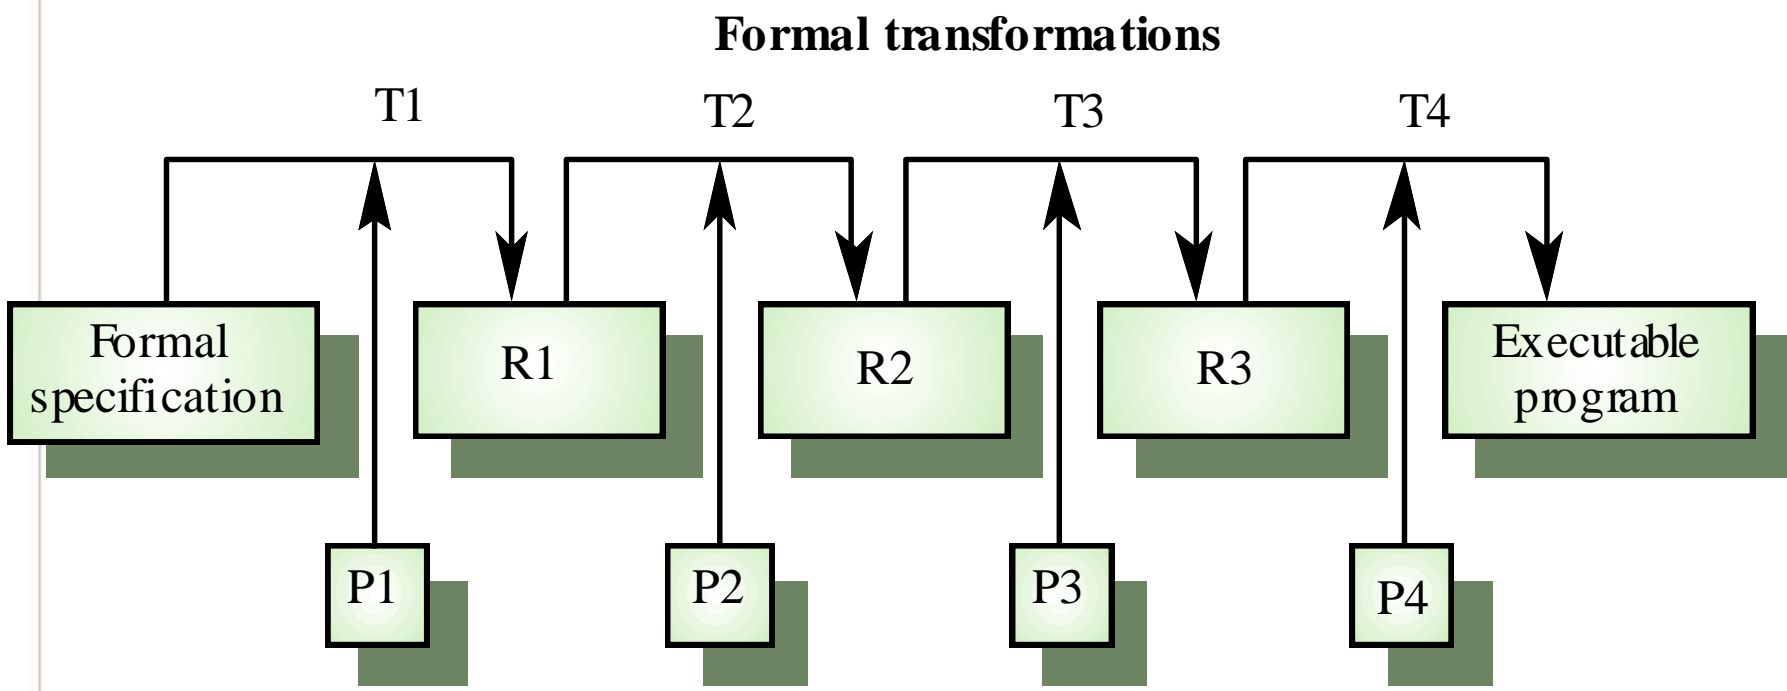 Formal transformations
T1
T2
T3
T4
Formal
specification
R1
R2
R3
Executable
program
P1
P2
P3
P4